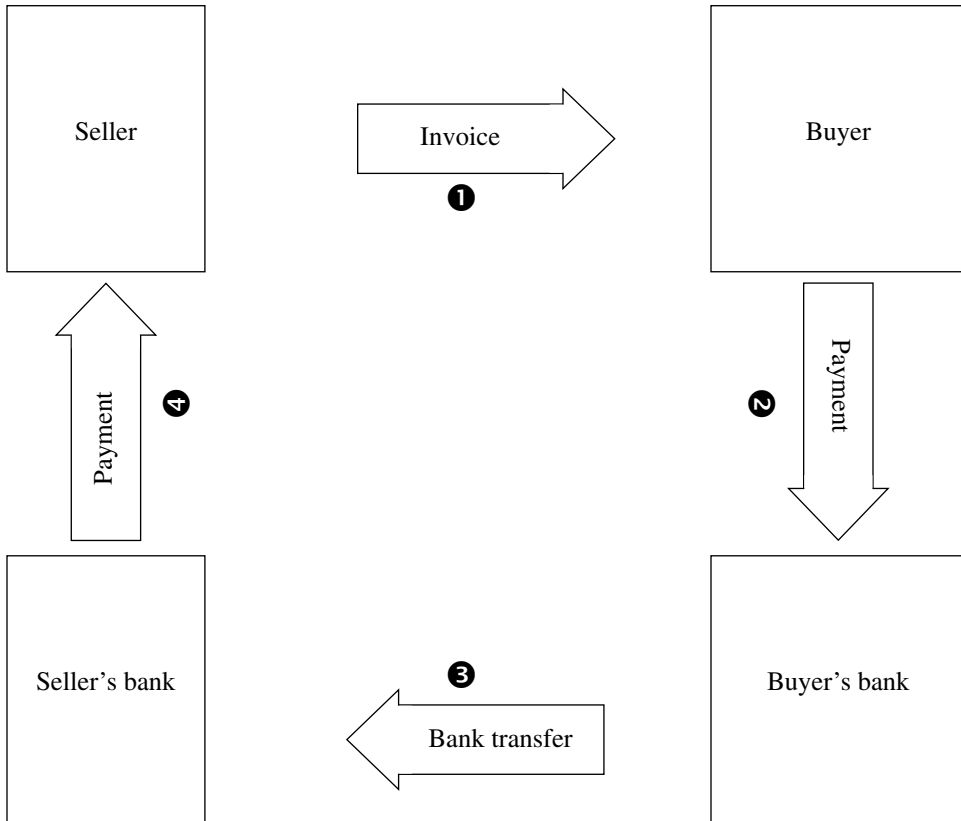 Seller
Invoice
❶
Buyer
Payment
❷
Payment
❹
Seller’s bank
❸
Bank transfer
Buyer’s bank